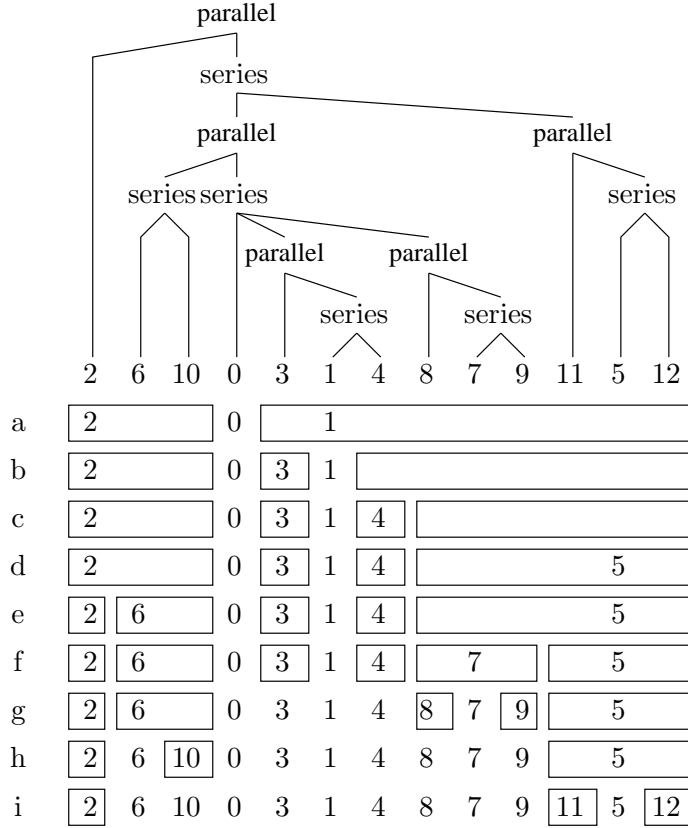 parallel
series
parallel parallel
series series series
parallel parallel
series series
2 6 10 0 3 1 4 8 7 9 11 5 12
a 2 0 1
b 2 0 3 1
c 2 0 3 1 4
d 2 0 3 1 4 5
e 2 6 0 3 1 4 5
f 2 6 0 3 1 4 7 5
g 2 6 0 3 1 4 8 7 9 5
h 2 6 10 0 3 1 4 8 7 9 5
i 2 6 10 0 3 1 4 8 7 9 11 5 12